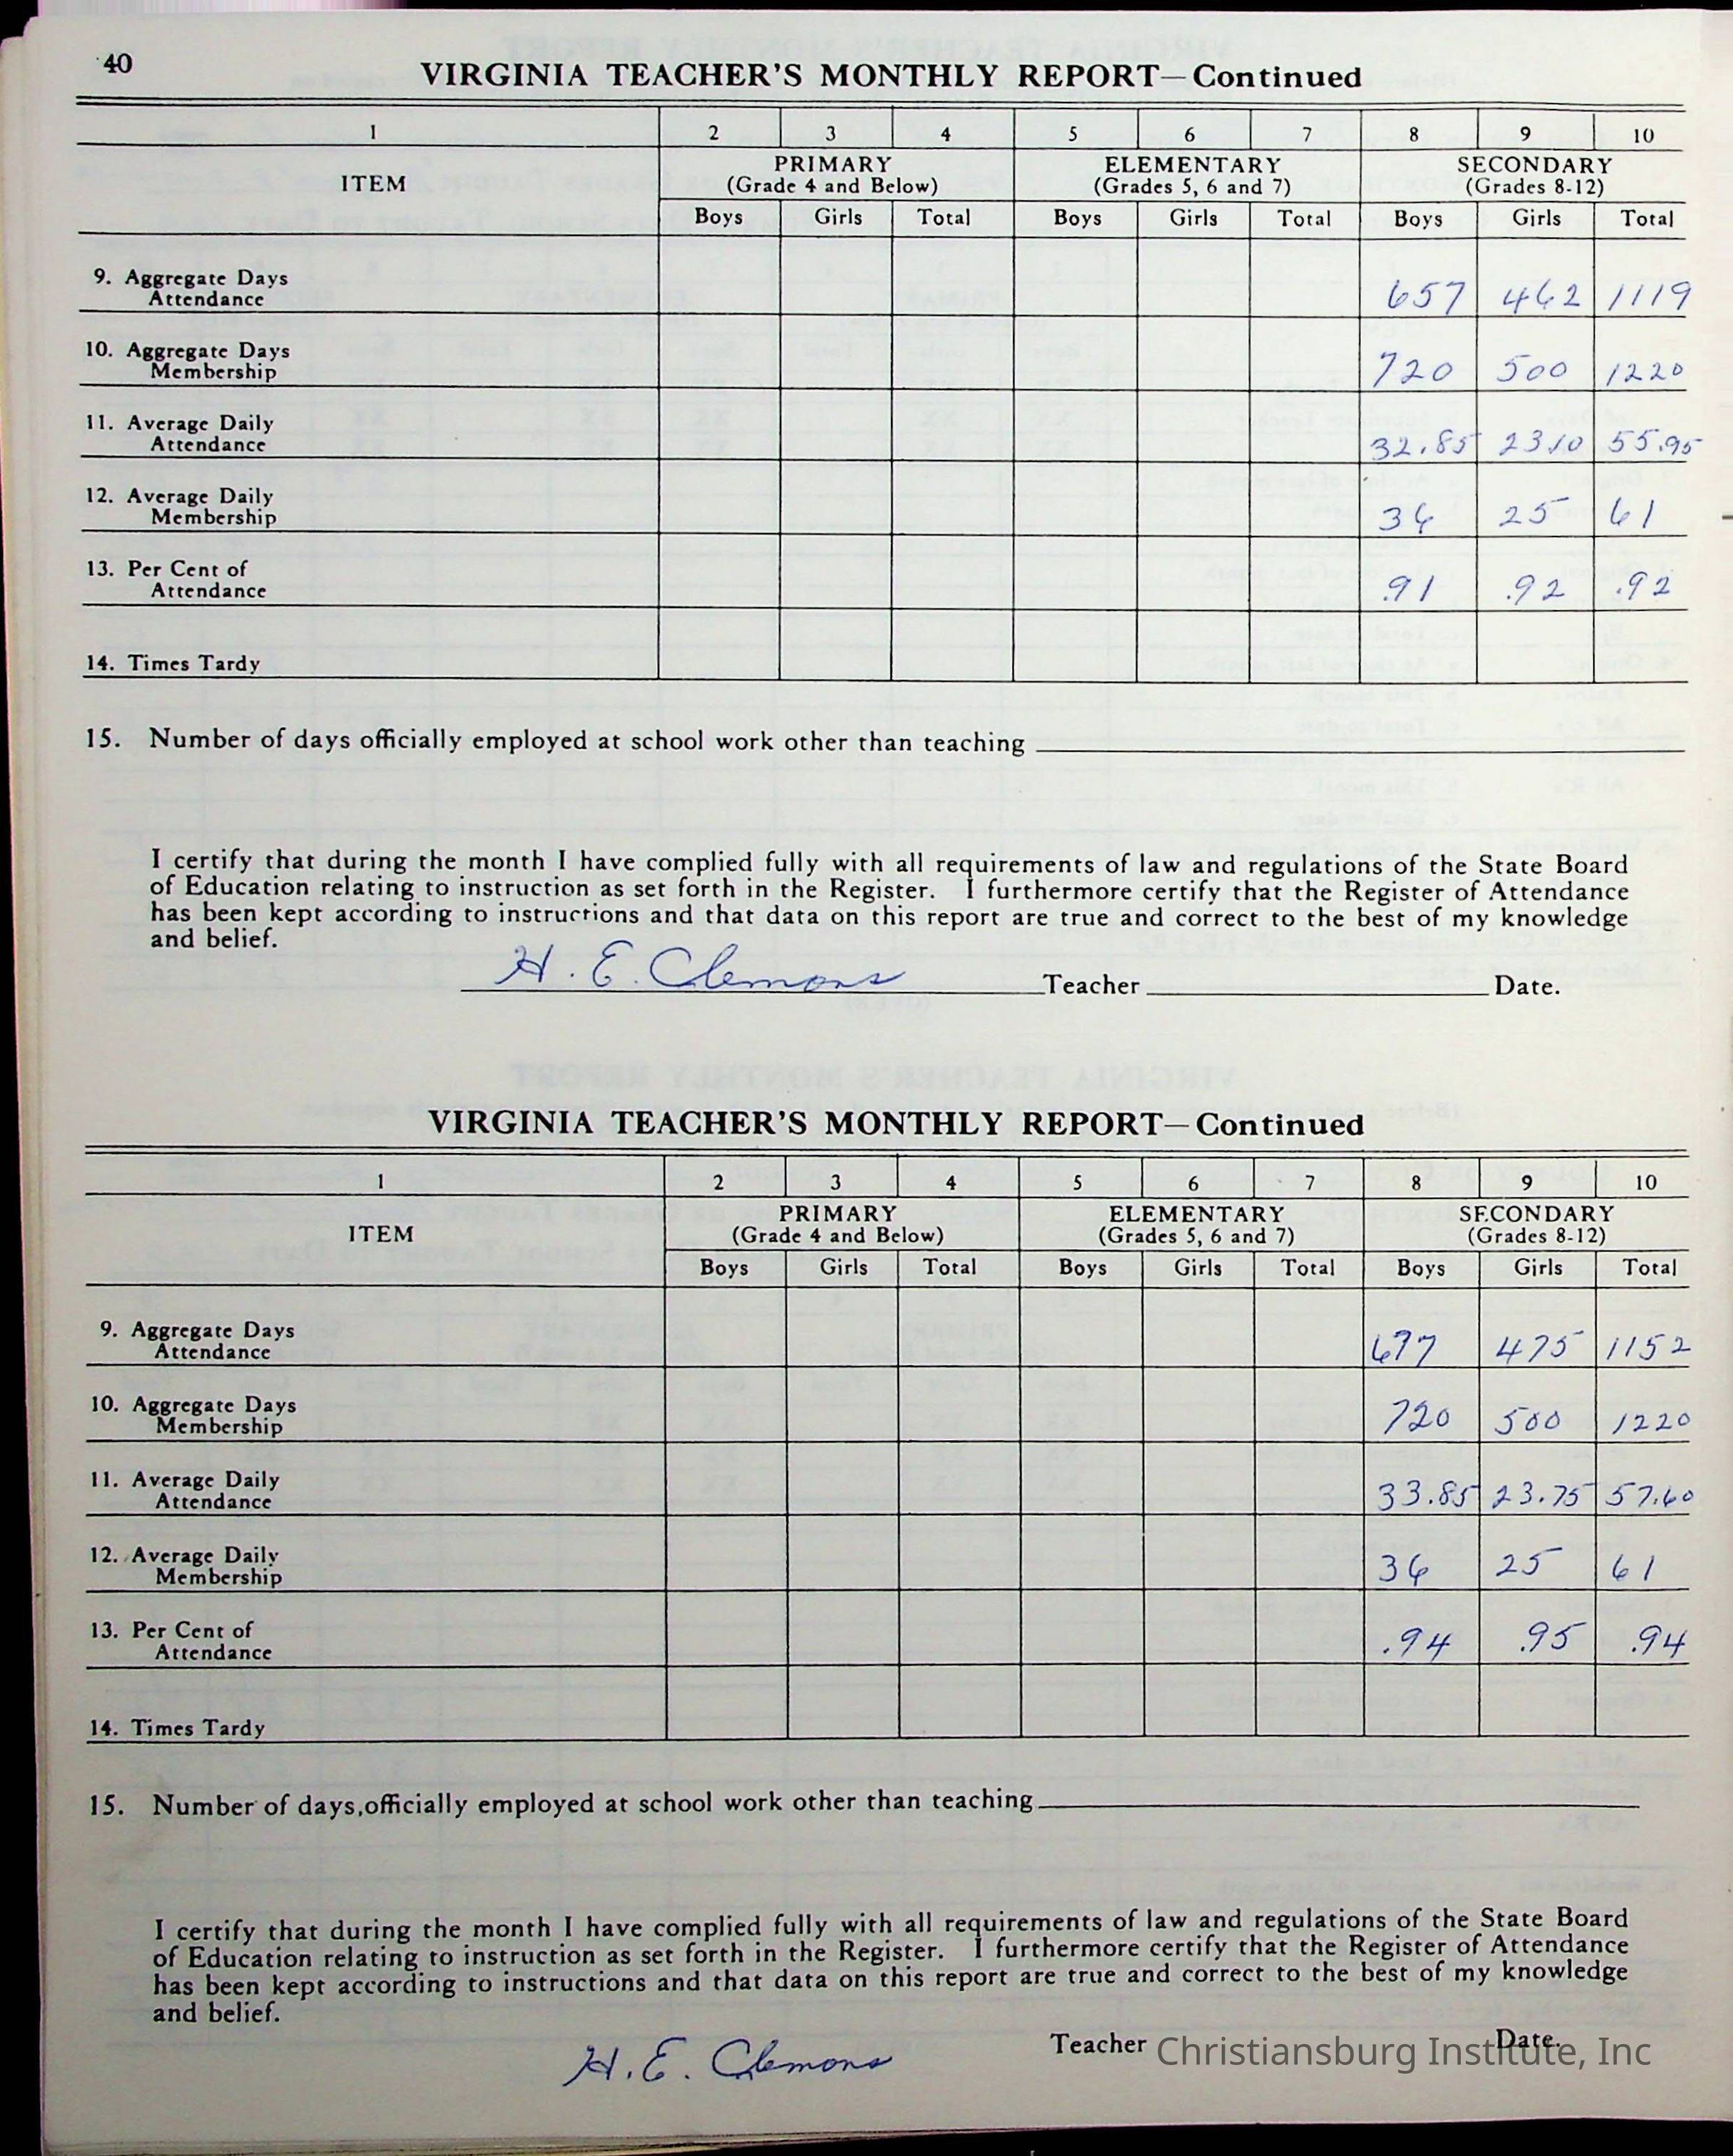 40
VIRGINIA TEACHER'S MONTHLY REPORT—Continued
1 2 3 4 5 6 7 8 9 10
ITEM PRIMARY (Grade 4 and Below) ELEMENTARY (Grades 5, 6 and 7) SECONDARY (Grades 8-12)
Boys Girls Total Boys Girls Total Boys Girls Total
9. Aggregate Days
Attendance 657 462 1119
10. Aggregate Days
Membership 720 500 1220
11. Average Daily
Attendance 32.85 23.10 55.95
12. Average Daily
Membership 36 25 61
13. Per Cent of
Attendance .91 .92 .92
14. Times Tardy
15. Number of days officially employed at school work other than teaching
I certify that during the month I have complied fully with all requirements of law and regulations of the State Board
of Education relating to instruction as set forth in the Register. I furthermore certify that the Register of Attendance
has been kept according to instructions and that data on this report are true and correct to the best of my knowledge
and belief.
H. E. Clemons Teacher Date.
VIRGINIA TEACHER'S MONTHLY REPORT—Continued
1 2 3 4 5 6 7 8 9 10
ITEM PRIMARY (Grade 4 and Below) ELEMENTARY (Grades 5, 6 and 7) SECONDARY (Grades 8-12)
Boys Girls Total Boys Girls Total Boys Girls Total
9. Aggregate Days
Attendance 677 475 1152
10. Aggregate Days
Membership 720 500 1220
11. Average Daily
Attendance 33.85 23.75 57.60
12. Average Daily
Membership 36 25 61
13. Per Cent of
Attendance .94 .95 .94
14. Times Tardy
15. Number of days officially employed at school work other than teaching
I certify that during the month I have complied fully with all requirements of law and regulations of the State Board
of Education relating to instruction as set forth in the Register. I furthermore certify that the Register of Attendance
has been kept according to instructions and that data on this report are true and correct to the best of my knowledge
and belief.
Teacher Date.
H. E. Clemons
Christiansburg Institute, Inc